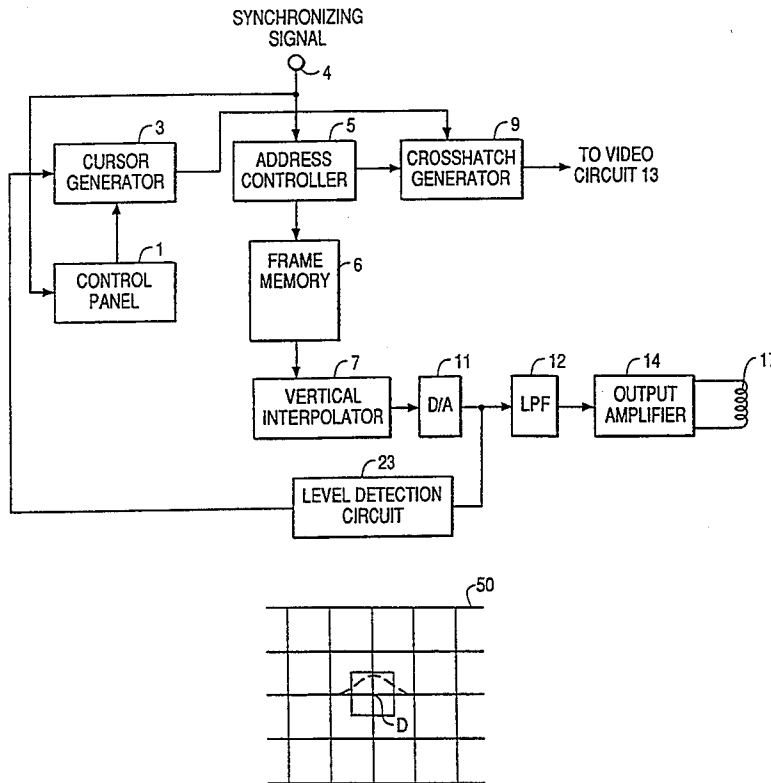 SYNCHRONIZING
SIGNAL
4
3
CURSOR
GENERATOR
5
ADDRESS
CONTROLLER
9
CROSSHATCH
GENERATOR
TO VIDEO
CIRCUIT 13
1
CONTROL
PANEL
FRAME
MEMORY
6
7
VERTICAL
INTERPOLATOR
11
D/A
12
LPF
14
OUTPUT
AMPLIFIER
17
23
LEVEL DETECTION
CIRCUIT
50
D